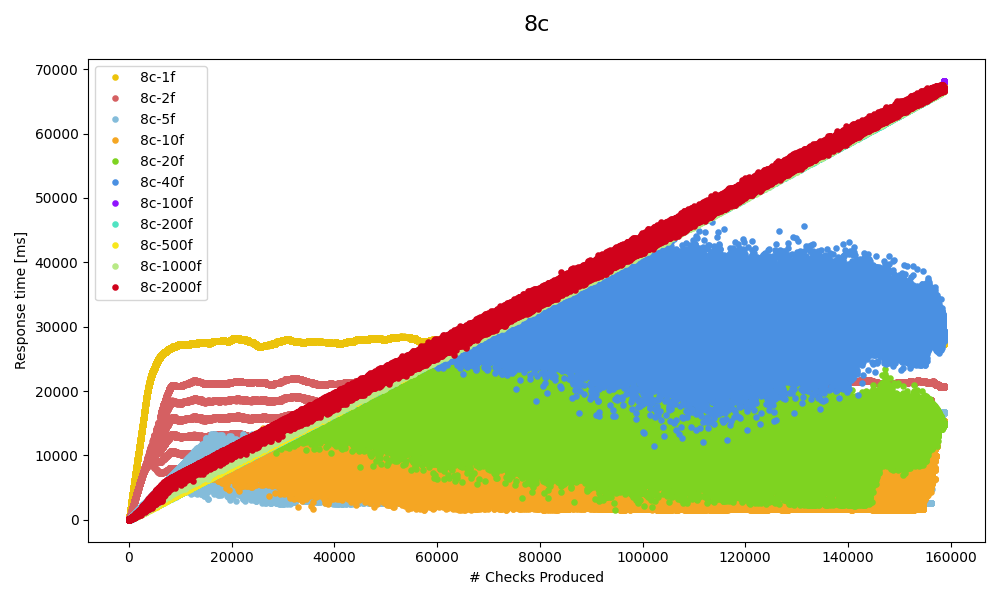 8c
70000
60000
50000
40000
30000
20000
10000
0
Response time [ms]
8c-1f
8c-2f
8c-5f
8c-10f
8c-20f
8c-40f
8c-100f
8c-200f
8c-500f
8c-1000f
8c-2000f
0 20000 40000 60000 80000 100000 120000 140000 160000
# Checks Produced